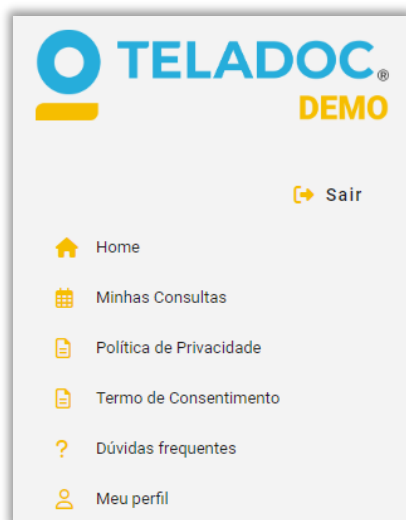 TELADOC®
DEMO
Sair
Home
Minhas Consultas
Política de Privacidade
Termo de Consentimento
? Dúvidas frequentes
Meu perfil